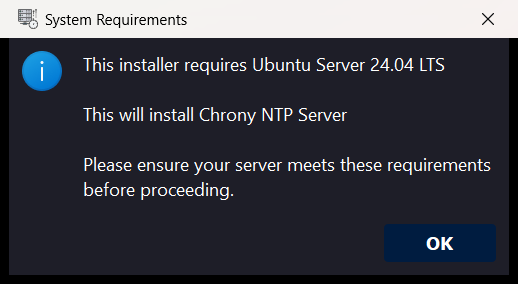 System Requirements
This installer requires Ubuntu Server 24.04 LTS
This will install Chrony NTP Server
Please ensure your server meets these requirements
before proceeding.
OK